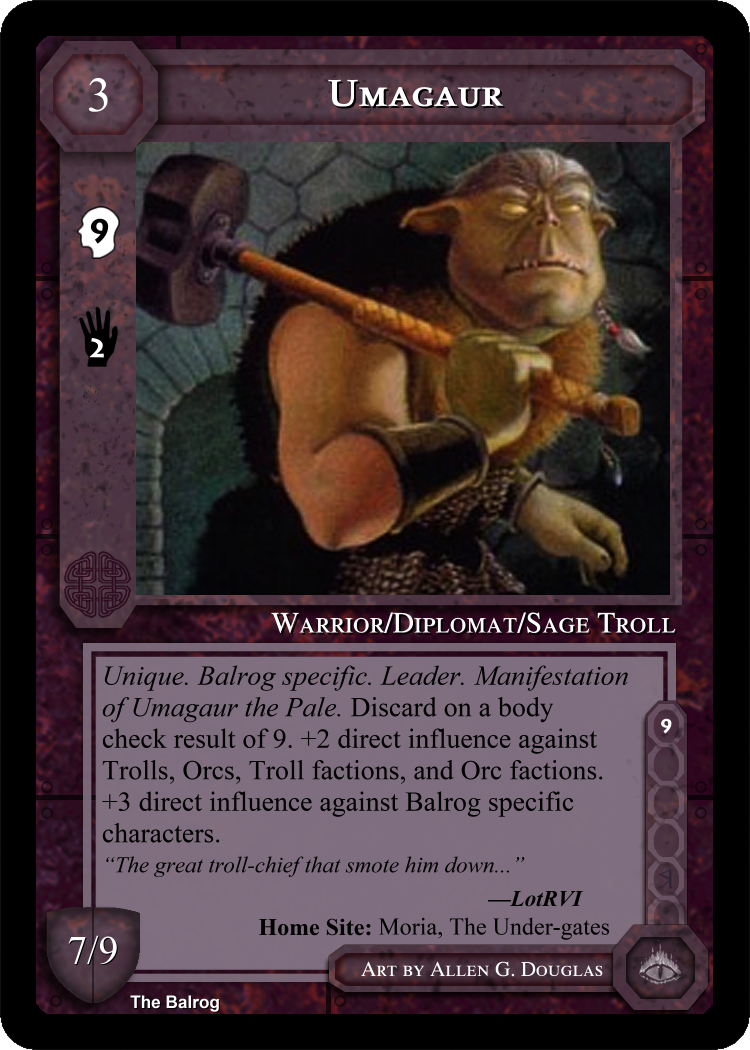 3
UMAGAUR
9
2
WARRIOR/DIPLOMAT/SAGE TROLL
Unique. Balrog specific. Leader. Manifestation
of Umagaur the Pale. Discard on a body
check result of 9. +2 direct influence against
Trolls, Orcs, Troll factions, and Orc factions.
+3 direct influence against Balrog specific
characters.
“The great troll-chief that smote him down...”
—LotRVI
Home Site: Moria, The Under-gates
9
7/9
ART BY ALLEN G. DOUGLAS
The Balrog